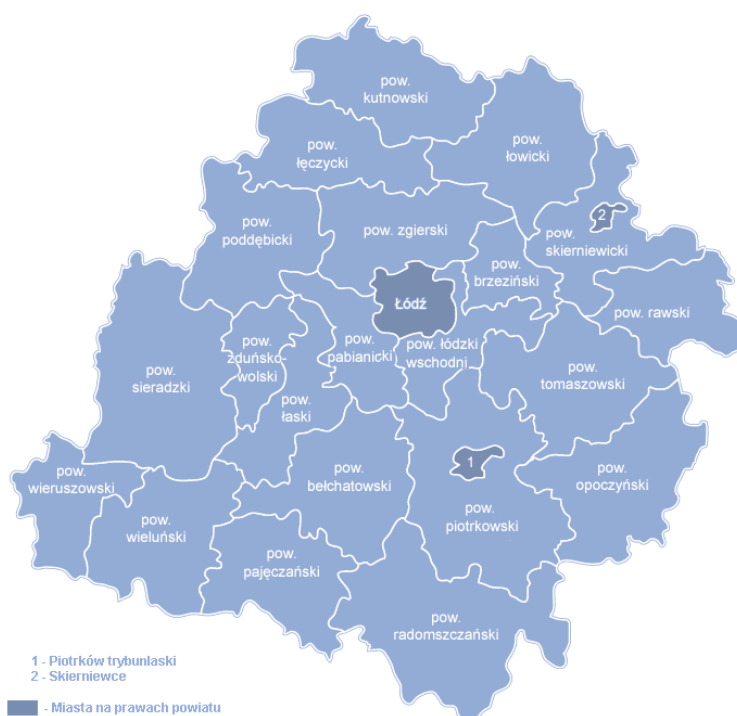 pow.
kutnowski
pow.
łęczycki
pow.
łowicki
pow.
poddębicki
pow. zgierski
2
pow.
skierniewicki
pow.
brzeziński
Łódź
pow. rawski
pow.
zduńsko-
wolski
pow.
pabianicki
pow. łódzki
wschodni
pow.
tomaszowski
pow.
sieradzki
pow.
łaski
1
pow.
wieruszowski
pow.
bełchatowski
pow.
opoczyński
pow.
piotrkowski
pow.
wieluński
pow.
pajęczański
pow.
radomszczański
1 - Piotrków trybunlaski
2 - Skierniewce
- Miasta na prawach powiatu